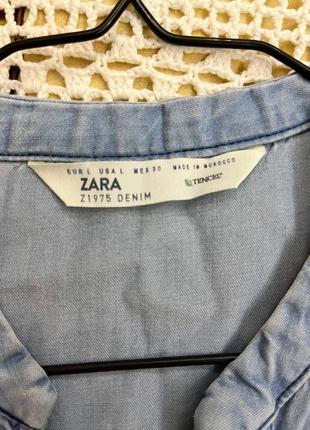 EUR L USA L MEX 30 MADE IN MOROCCO
ZARA
Z1975 DENIM
TENCEL